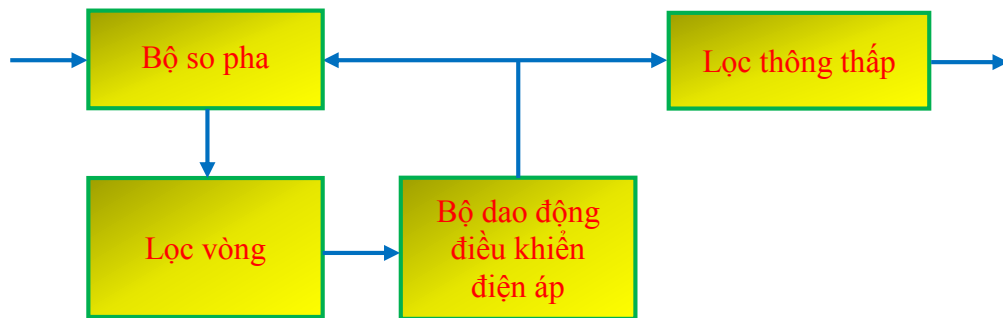 Bộ so pha
Lọc thông thấp
Lọc vòng
Bộ dao động
điều khiển
điện áp